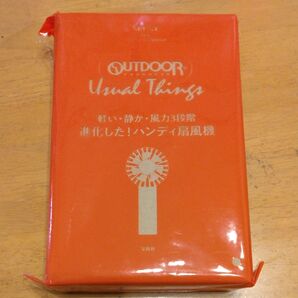 OUTDOOR
PRODUCTS
Usual Things
軽い・静か・風力3段階
進化した!ハンディ扇風機
宝島社